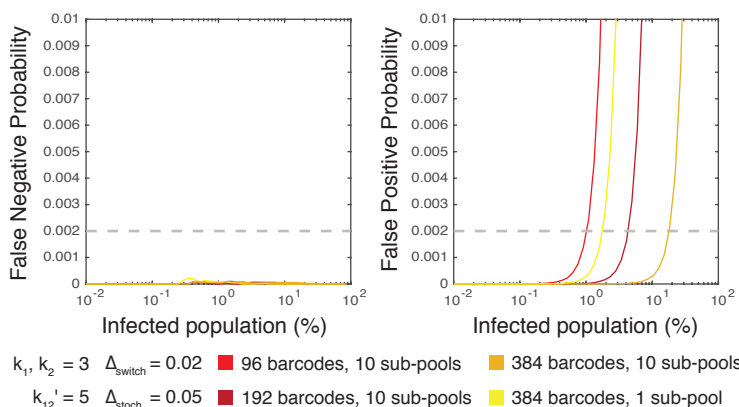 0.01
0.009
0.008
0.007
0.006
0.005
0.004
0.003
0.002
0.001
0
False Negative Probability
10^-2 10^-1 10^0 10^1 10^2
Infected population (%)
0.01
0.009
0.008
0.007
0.006
0.005
0.004
0.003
0.002
0.001
0
False Positive Probability
10^-2 10^-1 10^0 10^1 10^2
Infected population (%)
k_1, k_2 = 3 Δ_switch = 0.02 96 barcodes, 10 sub-pools 384 barcodes, 10 sub-pools
k_12' = 5 Δ_stoch = 0.05 192 barcodes, 10 sub-pools 384 barcodes, 1 sub-pool